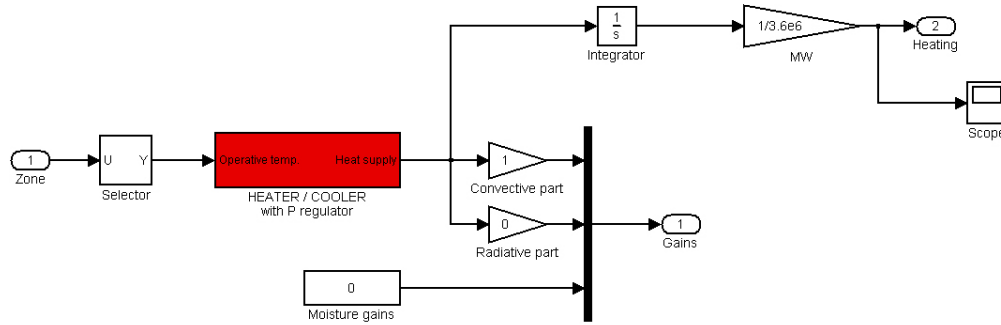 1
s
Integrator
1/3.6e6
MW
2
Heating
Scope
1
Zone
U
Y
Selector
Operative temp.
Heat supply
HEATER / COOLER
with P regulator
1
Convective part
0
Radiative part
1
Gains
0
Moisture gains